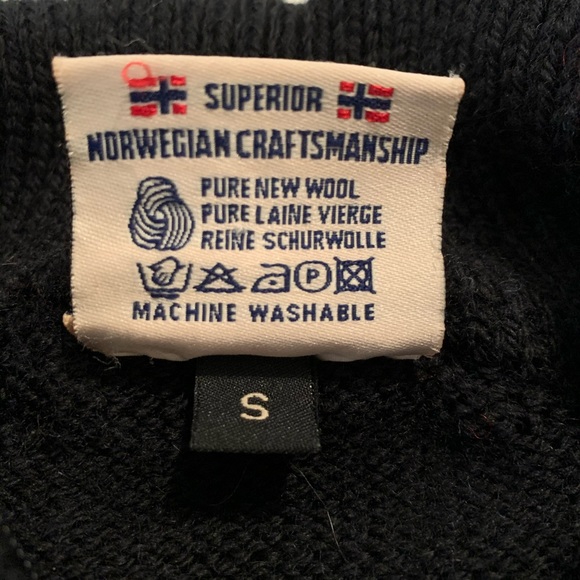 SUPERIOR
NORWEGIAN CRAFTSMANSHIP
PURE NEW WOOL
PURE LAINE VIERGE
REINE SCHURWOLLE
P
MACHINE WASHABLE
S